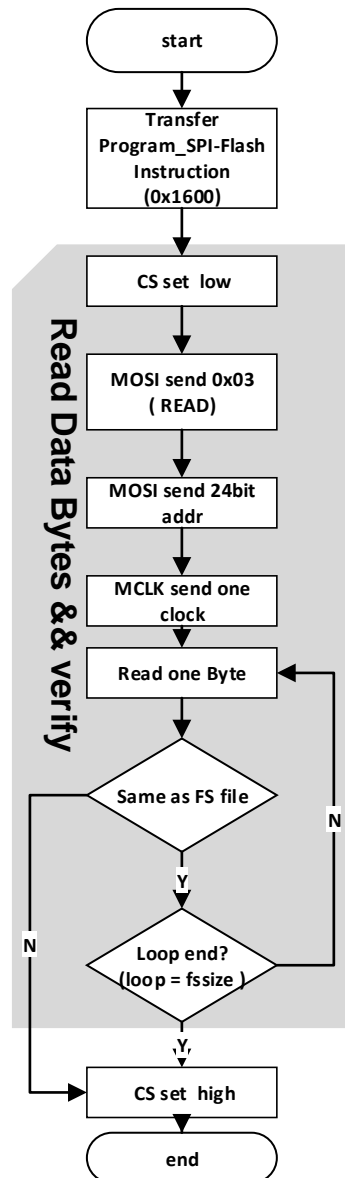 start
Transfer
Program_SPI-Flash
Instruction
(0x1600)
CS set low
Read Data Bytes && verify
MOSI send 0x03
( READ)
MOSI send 24bit
addr
MCLK send one
clock
Read one Byte
Same as FS file
N
Y
N
Loop end?
(loop = fssize )
Y
CS set high
end